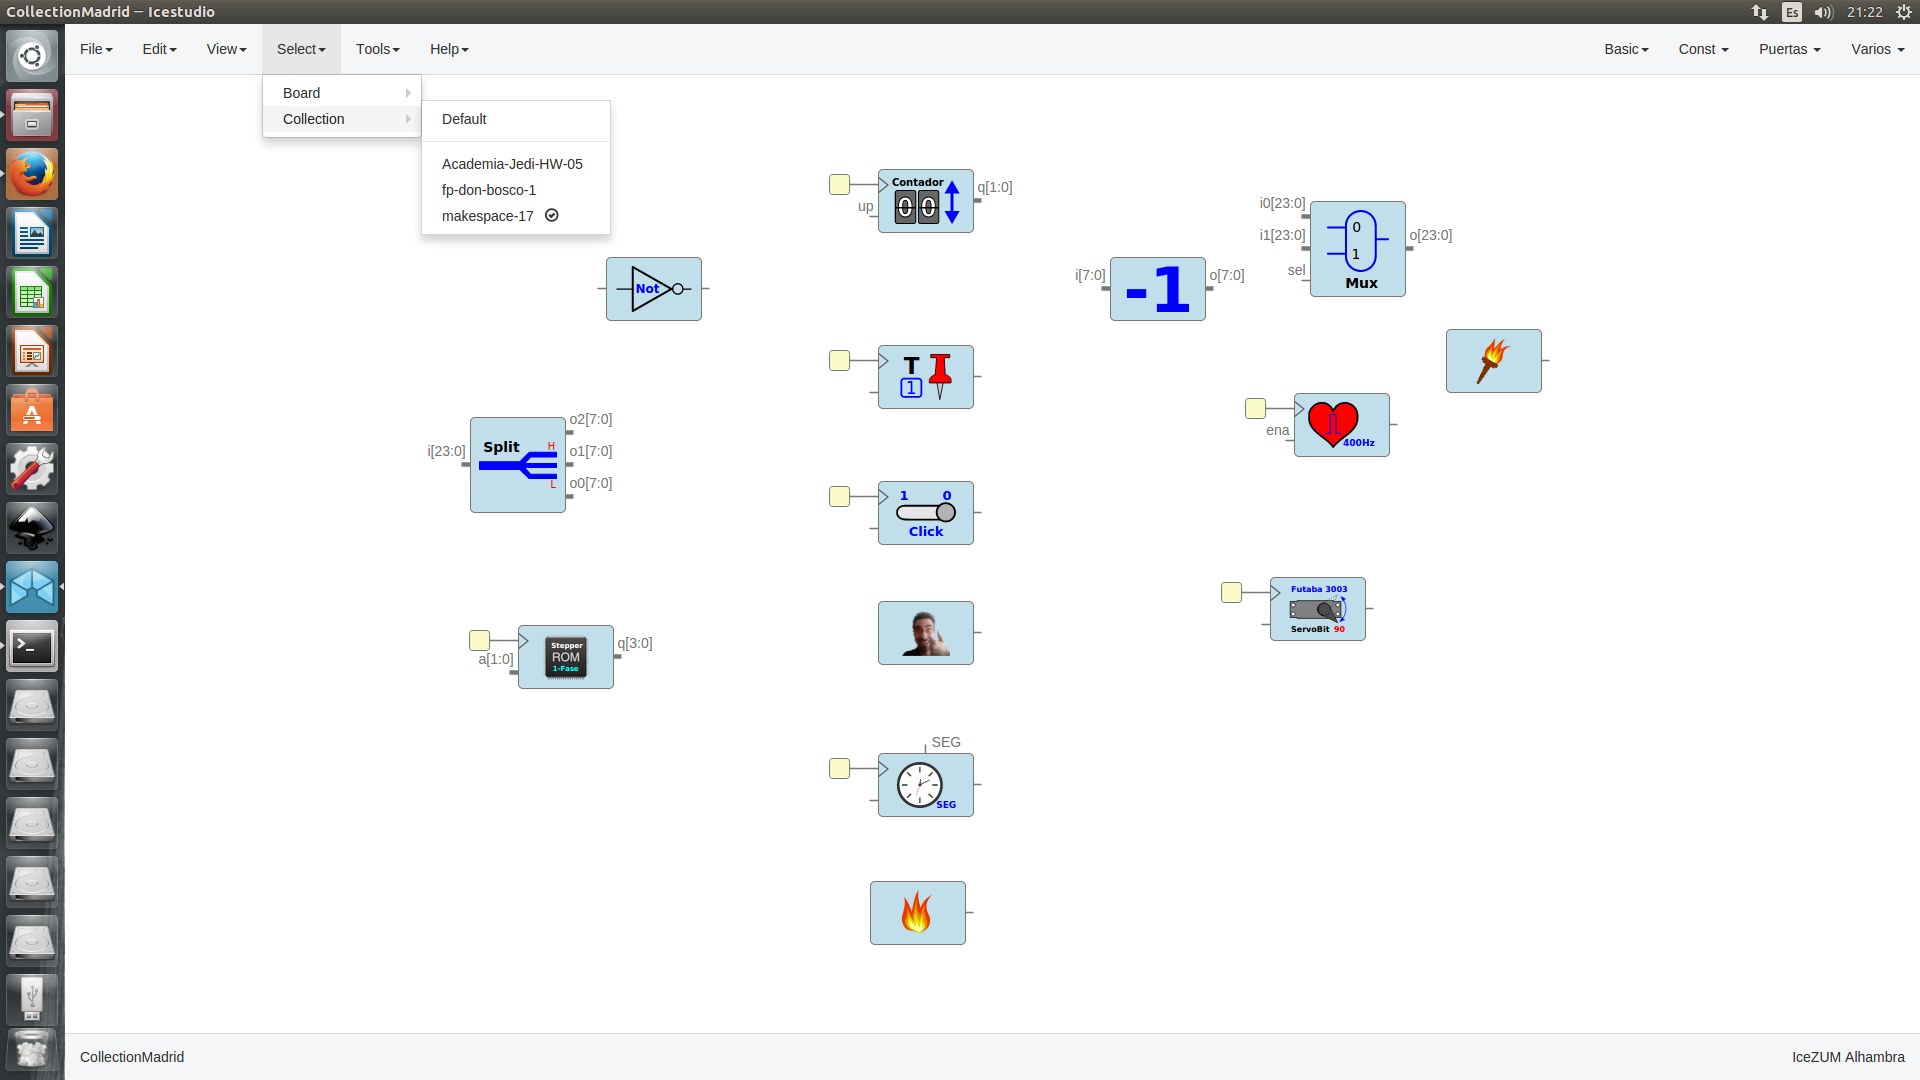 CollectionMadrid – Icestudio
Es
21:22
File
Edit
View
Select
Tools
Help
Basic
Const
Puertas
Varios
Board
Collection
Default
Academia-Jedi-HW-05
fp-don-bosco-1
makespace-17
Contador
0 0
up
q[1:0]
i0[23:0]
i1[23:0]
sel
0
1
Mux
o[23:0]
Not
i[7:0]
-1
o[7:0]
T
1
ena
400Hz
i[23:0]
Split
H
L
o2[7:0]
o1[7:0]
o0[7:0]
1 0
Click
Futaba 3003
ServoBit 90
a[1:0]
Stepper
ROM
1-Fase
q[3:0]
SEG
SEG
CollectionMadrid
IceZUM Alhambra